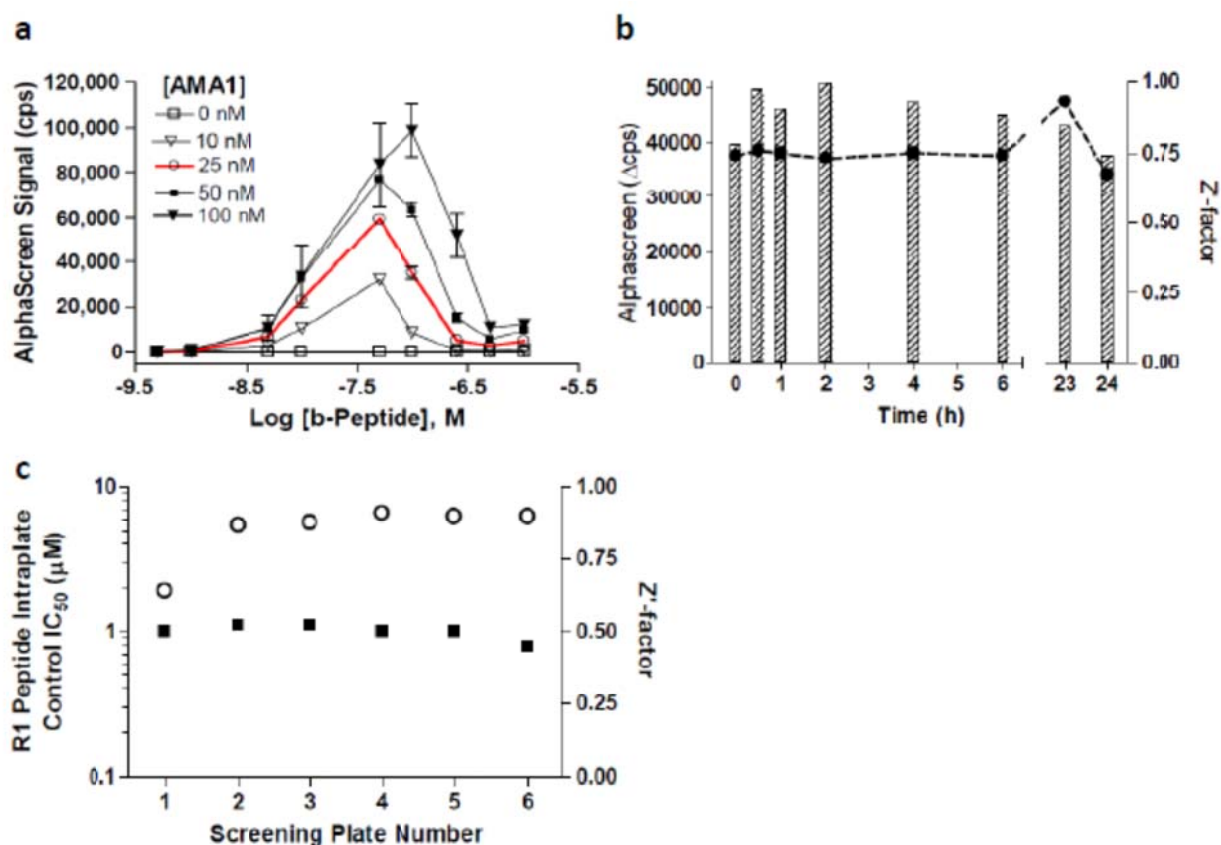 a
AlphaScreen Signal (cps)
120,000
100,000
80,000
60,000
40,000
20,000
0
[AMA1]
0 nM
10 nM
25 nM
50 nM
100 nM
-9.5
-8.5
-7.5
-6.5
-5.5
Log [b-Peptide], M
b
Alphascreen (Δcps)
50000
40000
30000
20000
10000
0
1.00
0.75
0.50
0.25
0.00
Z'-factor
0 1 2 3 4 5 6 23 24
Time (h)
c
R1 Peptide Intraplate
Control IC50 (μM)
10
1
0.1
1.00
0.75
0.50
0.25
0.00
Z'-factor
1 2 3 4 5 6
Screening Plate Number